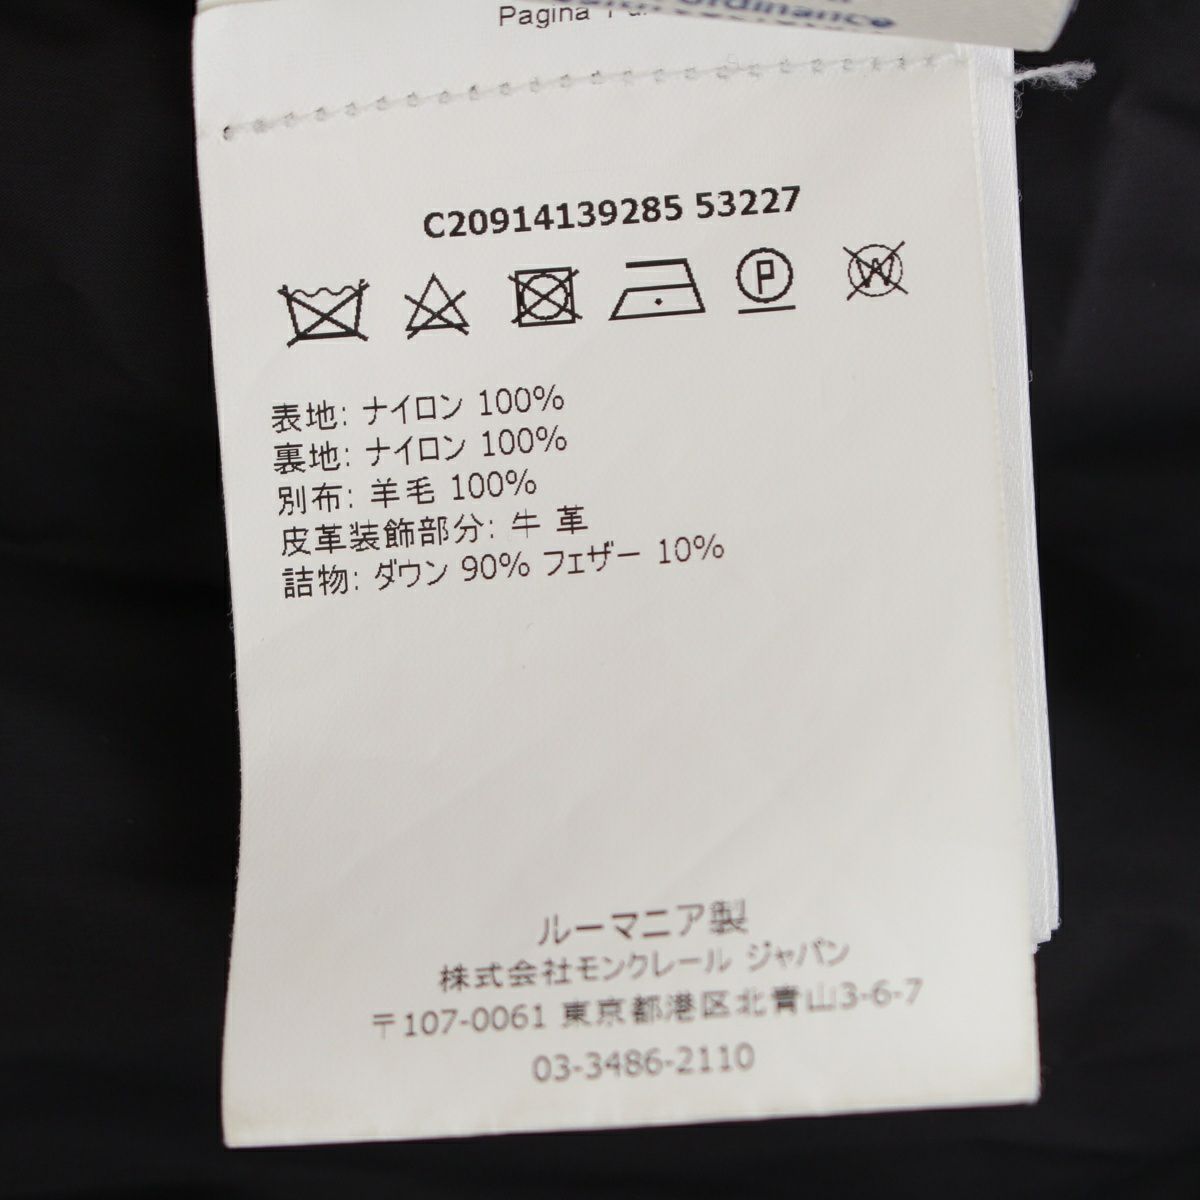 Pagina
Ordinance
C20914139285 53227
P
W
表地: ナイロン 100%
裏地: ナイロン 100%
別布: 羊毛 100%
皮革装飾部分: 牛 革
詰物: ダウン 90% フェザー 10%
ルーマニア製
株式会社モンクレール ジャパン
〒107-0061 東京都港区北青山3-6-7
03-3486-2110